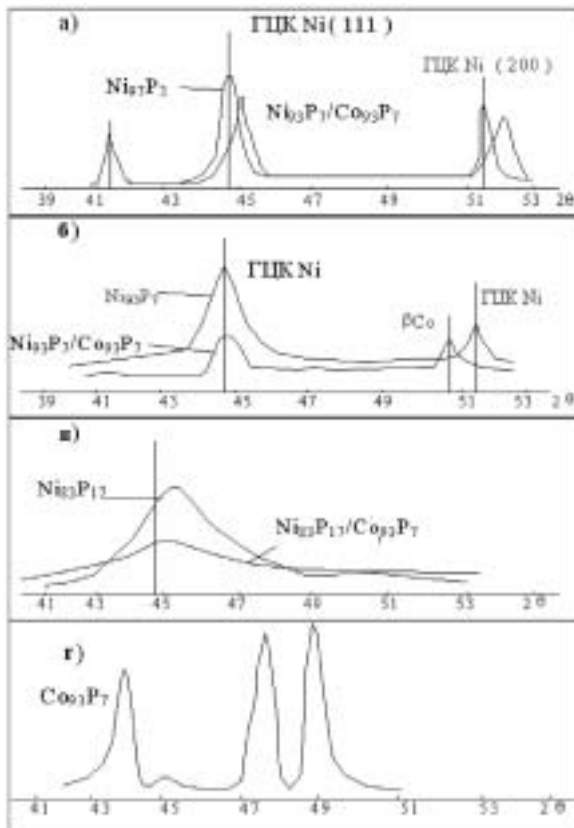 а)
ГЦК Ni (111)
ГЦК Ni (200)
Ni₉₇P₃
Ni₉₃P₇/Co₉₃P₇
39 41 43 45 47 49 51 53 2θ
б)
ГЦК Ni
Ni₉₃P₇
βCo
ГЦК Ni
Ni₉₃P₇/Co₉₃P₇
39 41 43 45 47 49 51 53 2θ
в)
Ni₈₃P₁₇
Ni₈₃P₁₇/Co₉₃P₇
41 43 45 47 49 51 53 2θ
г)
Co₉₃P₇
41 43 45 47 49 51 53 2θ